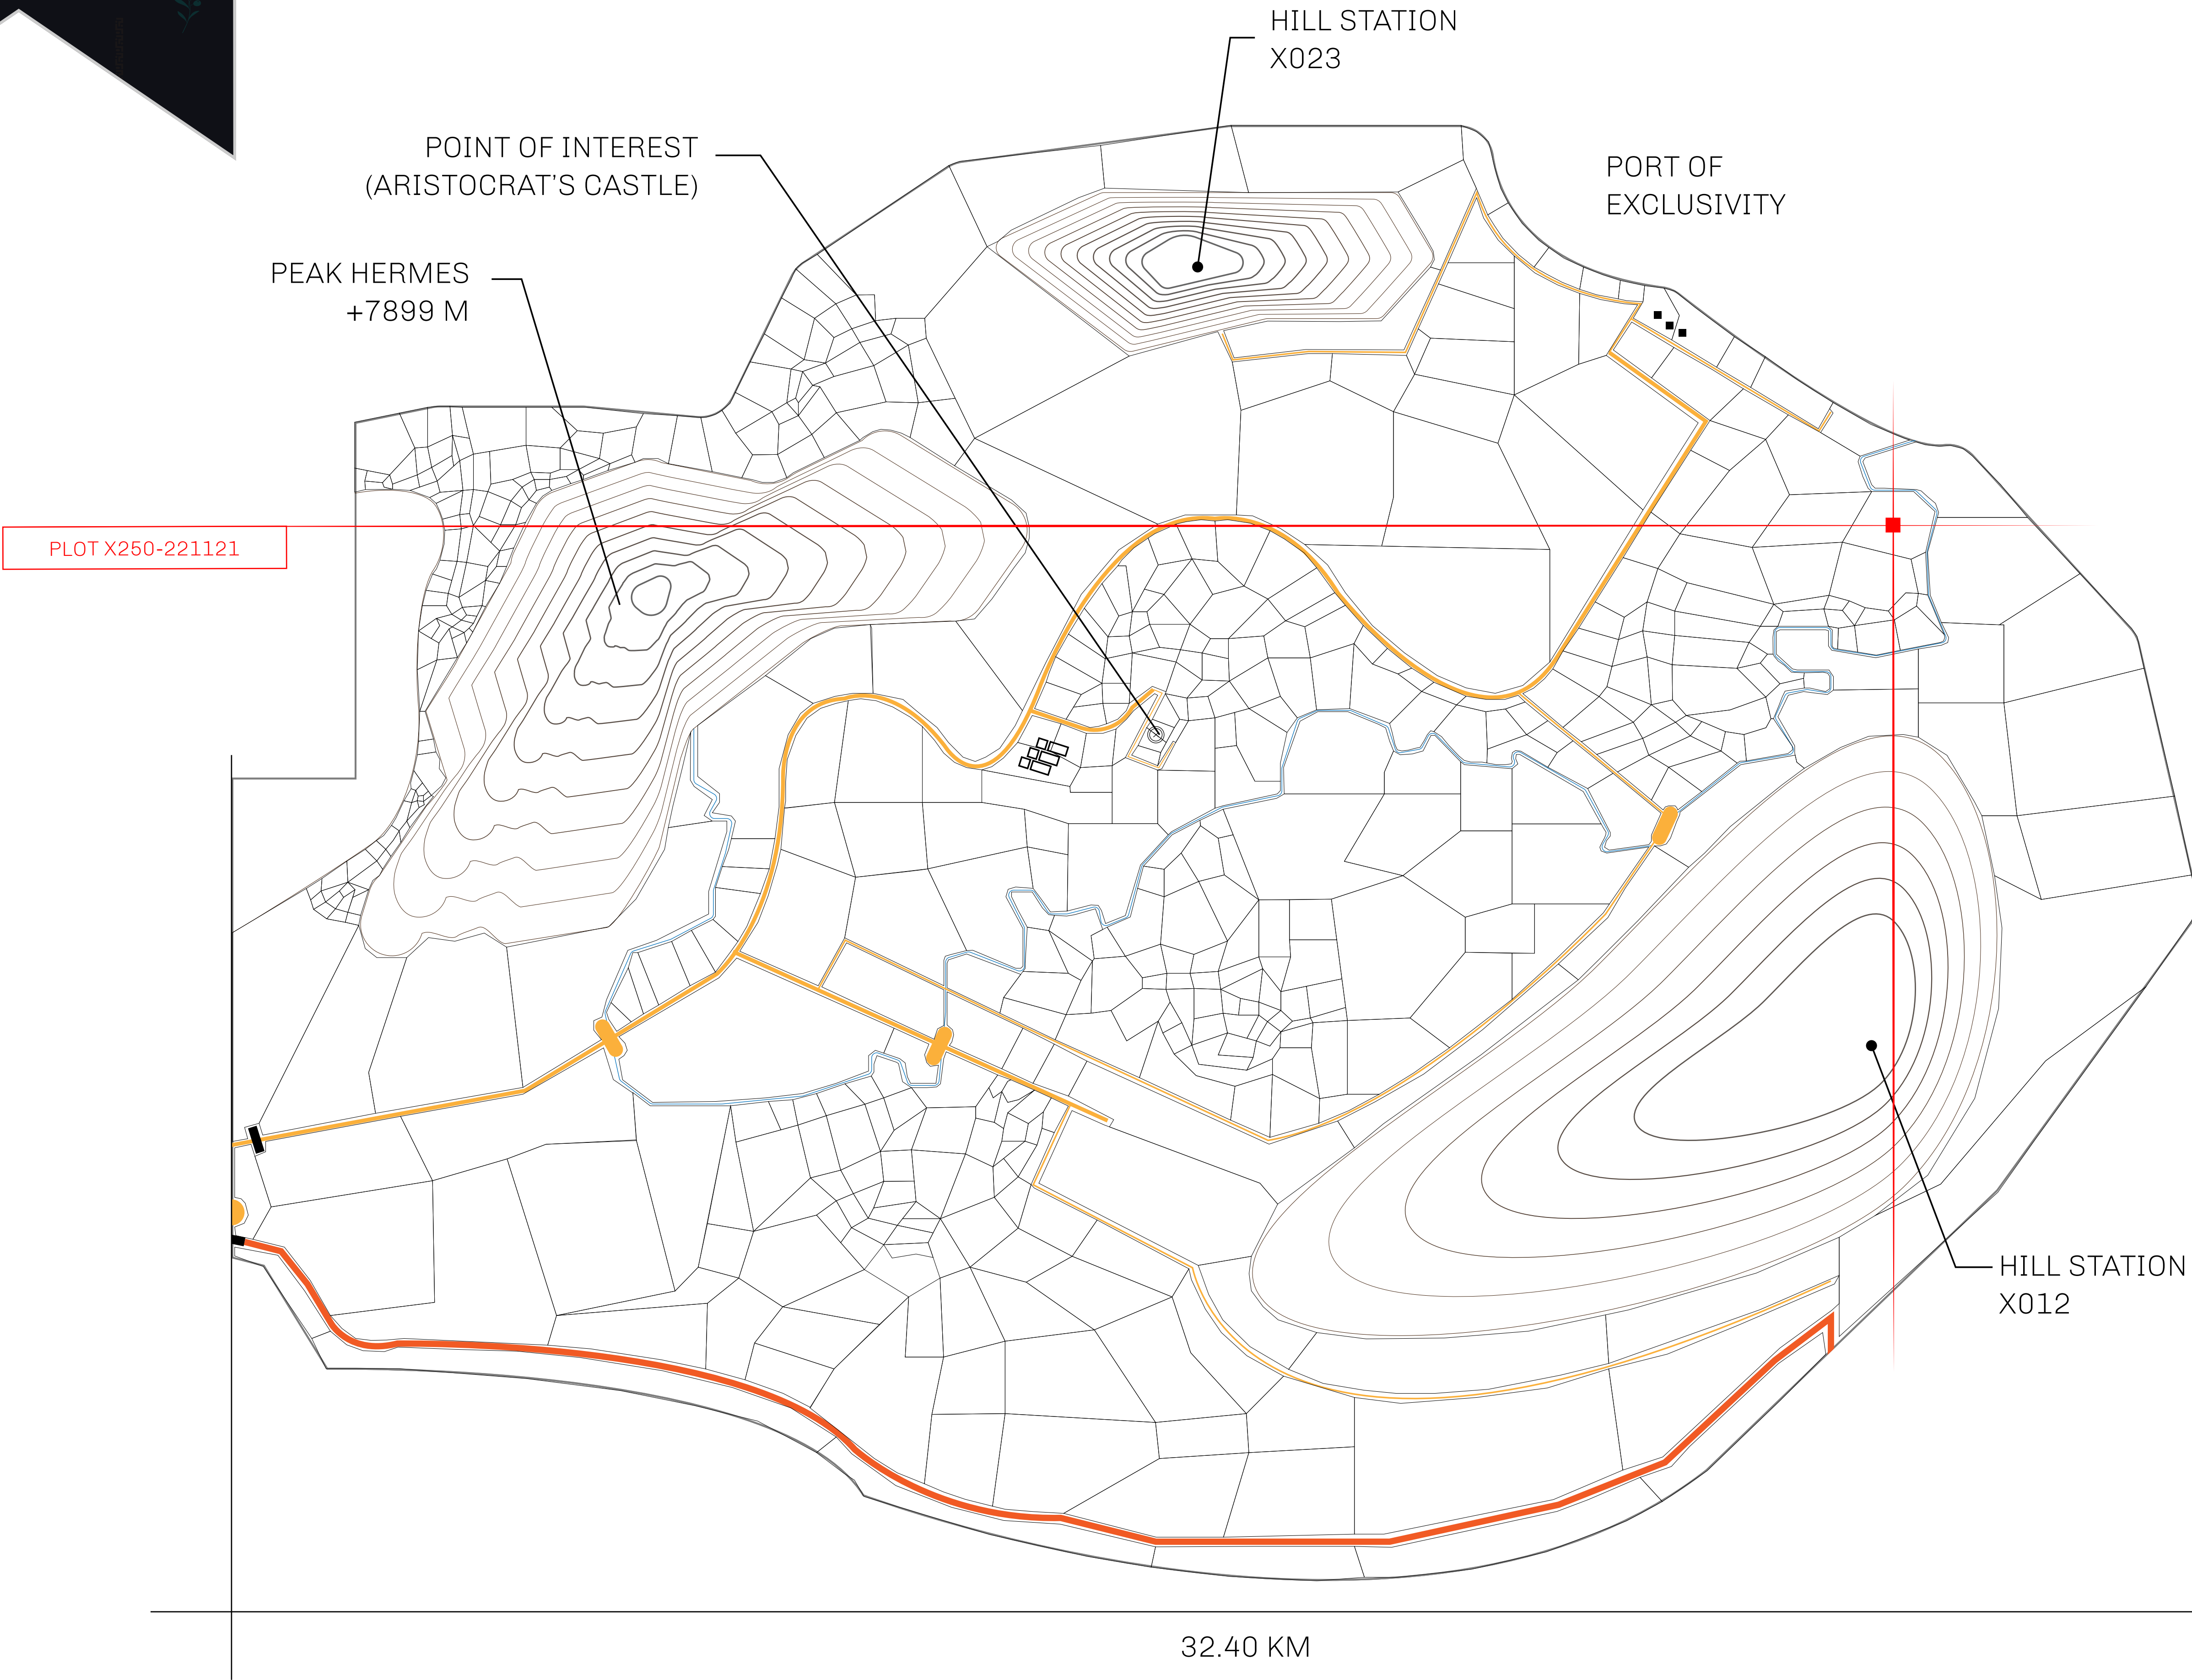 HILL STATION
X023
POINT OF INTEREST
(ARISTOCRAT'S CASTLE)
PORT OF
EXCLUSIVITY
PEAK HERMES
+7899 M
PLOT X250-221121
HILL STATION
X012
32.40 KM